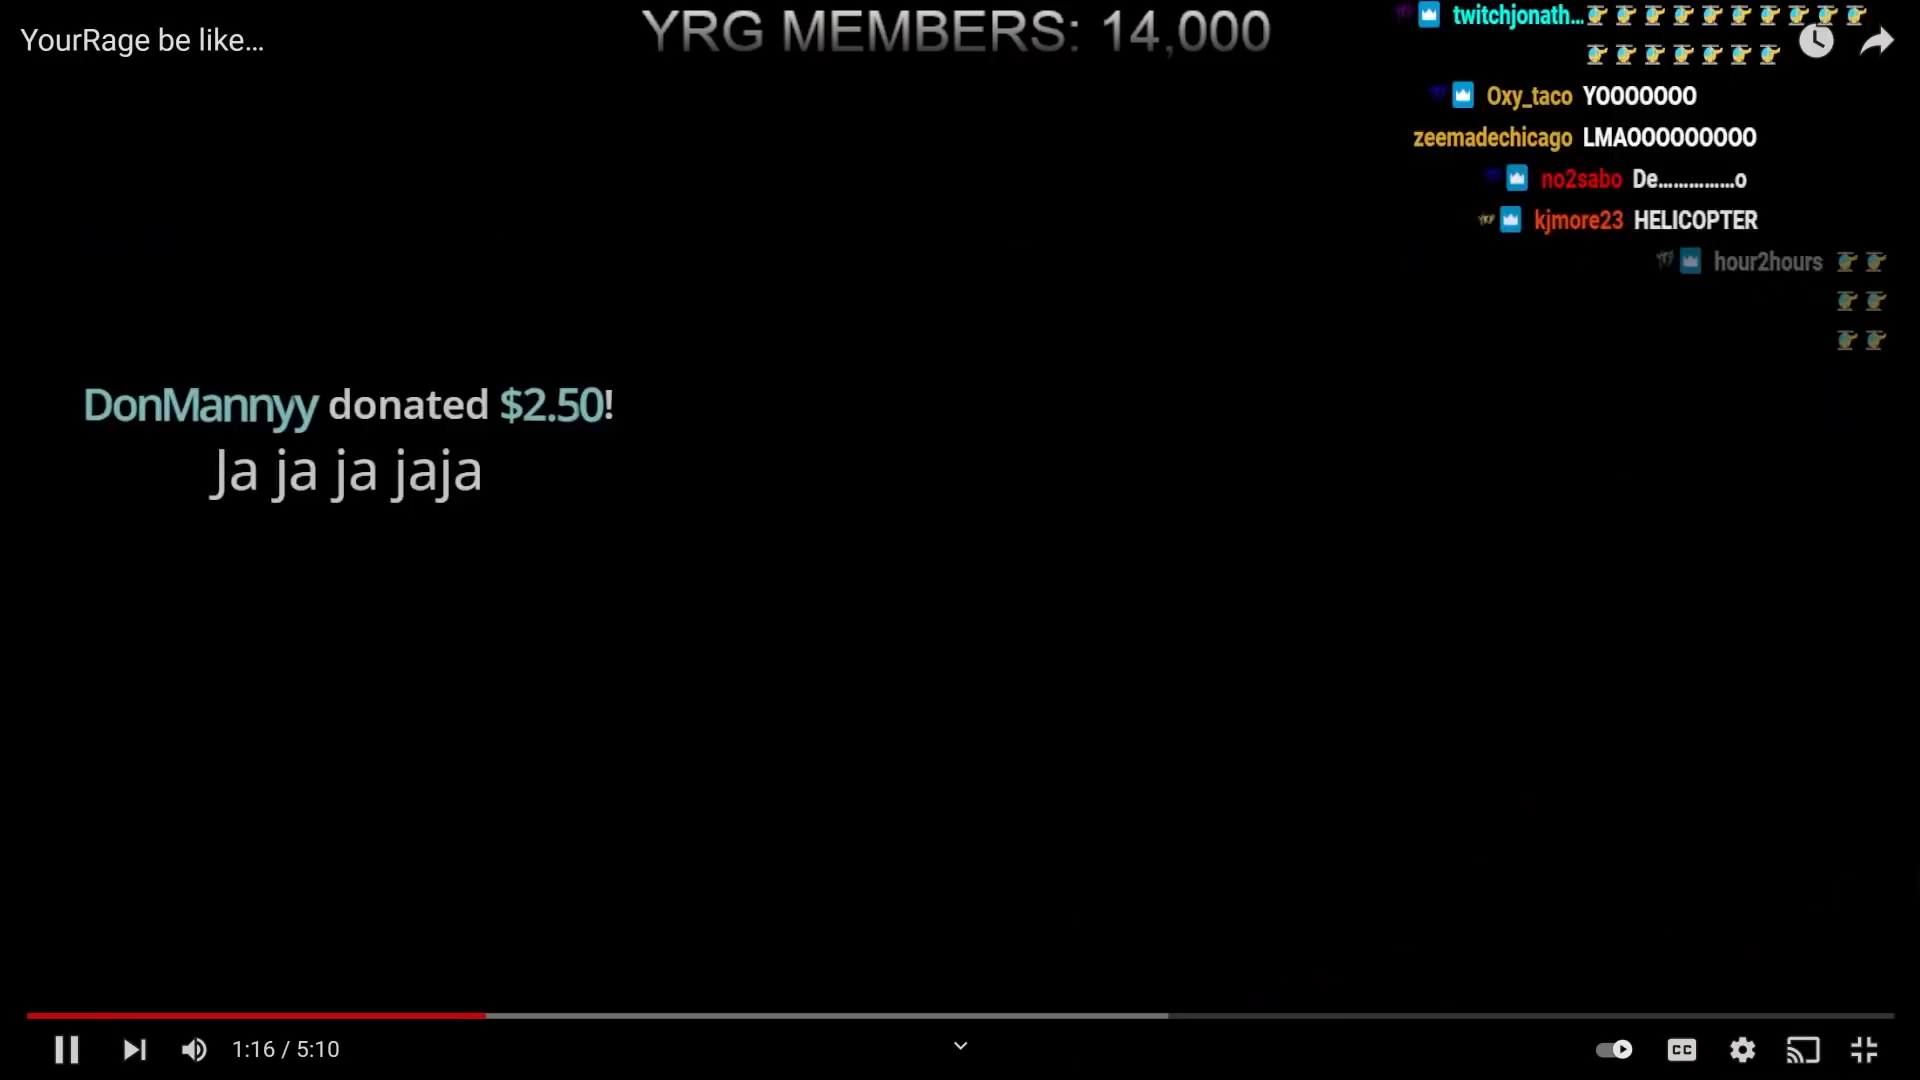 YourRage be like...
YRG MEMBERS: 14,000
twitchjonath...
Oxy_taco YOOOOOOO
zeemadechicago LMAOOOOOOOOO
no2sabo De..............o
kjmore23 HELICOPTER
hour2hours
DonMannyy donated $2.50!
Ja ja ja jaja
1:16 / 5:10
CC